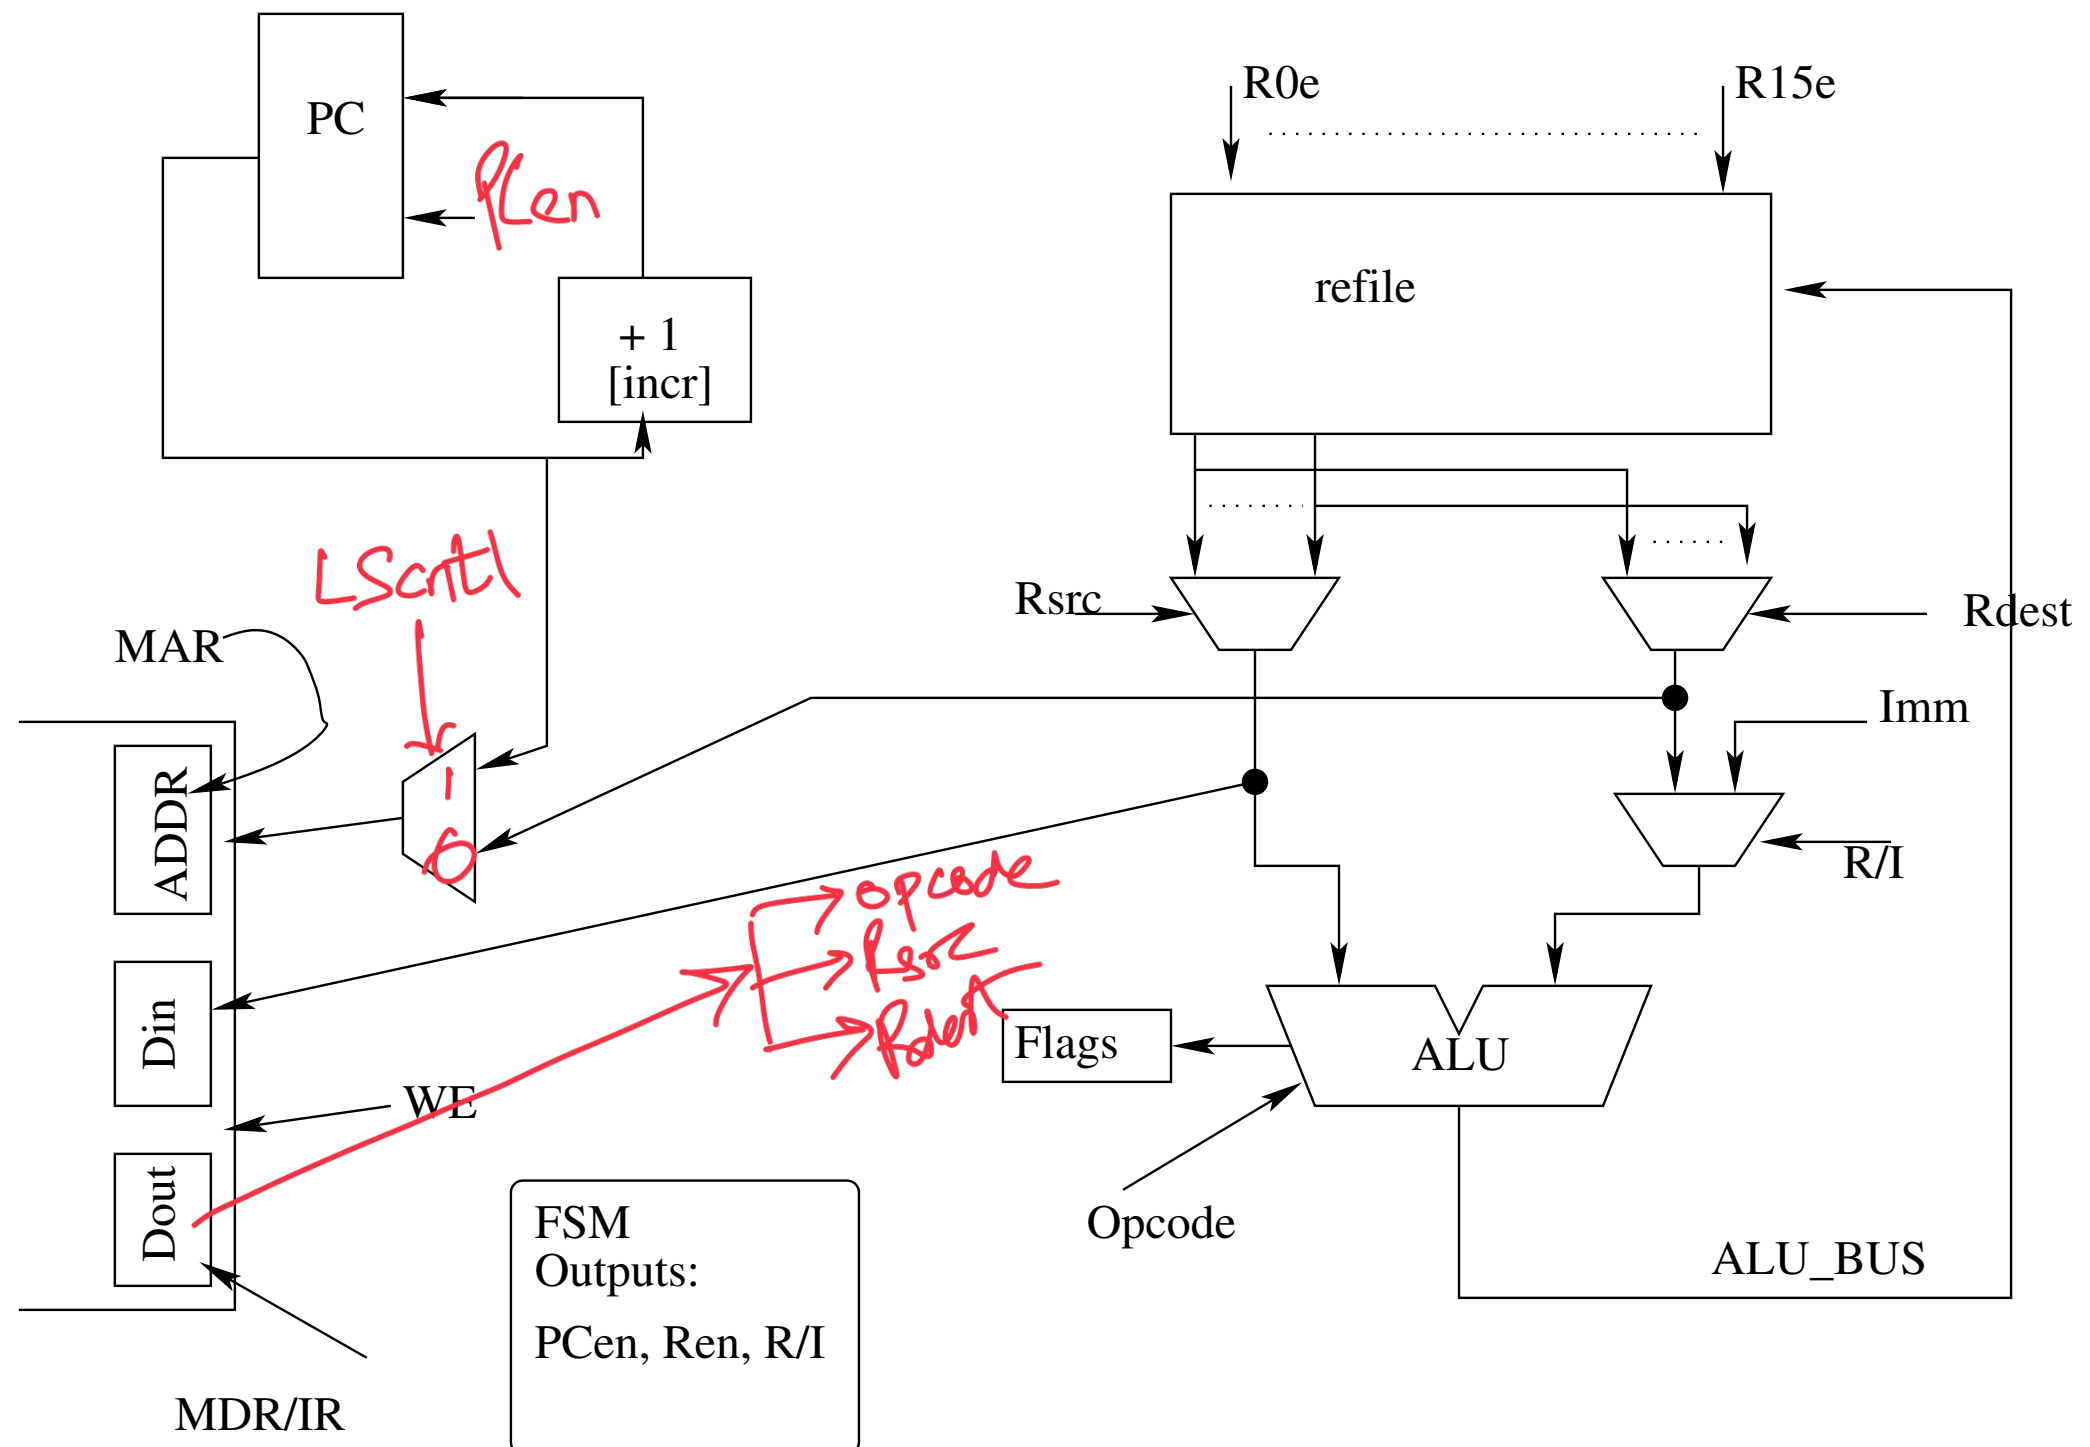 PC
PCen
+ 1
[incr]
R0e
R15e
refile
LScntl
MAR
Rsrc
Rdest
Imm
1
0
R/I
ADDR
Din
WE
Dout
opcode
Rsrc
Rdest
Flags
ALU
Opcode
ALU_BUS
FSM
Outputs:
PCen, Ren, R/I
MDR/IR